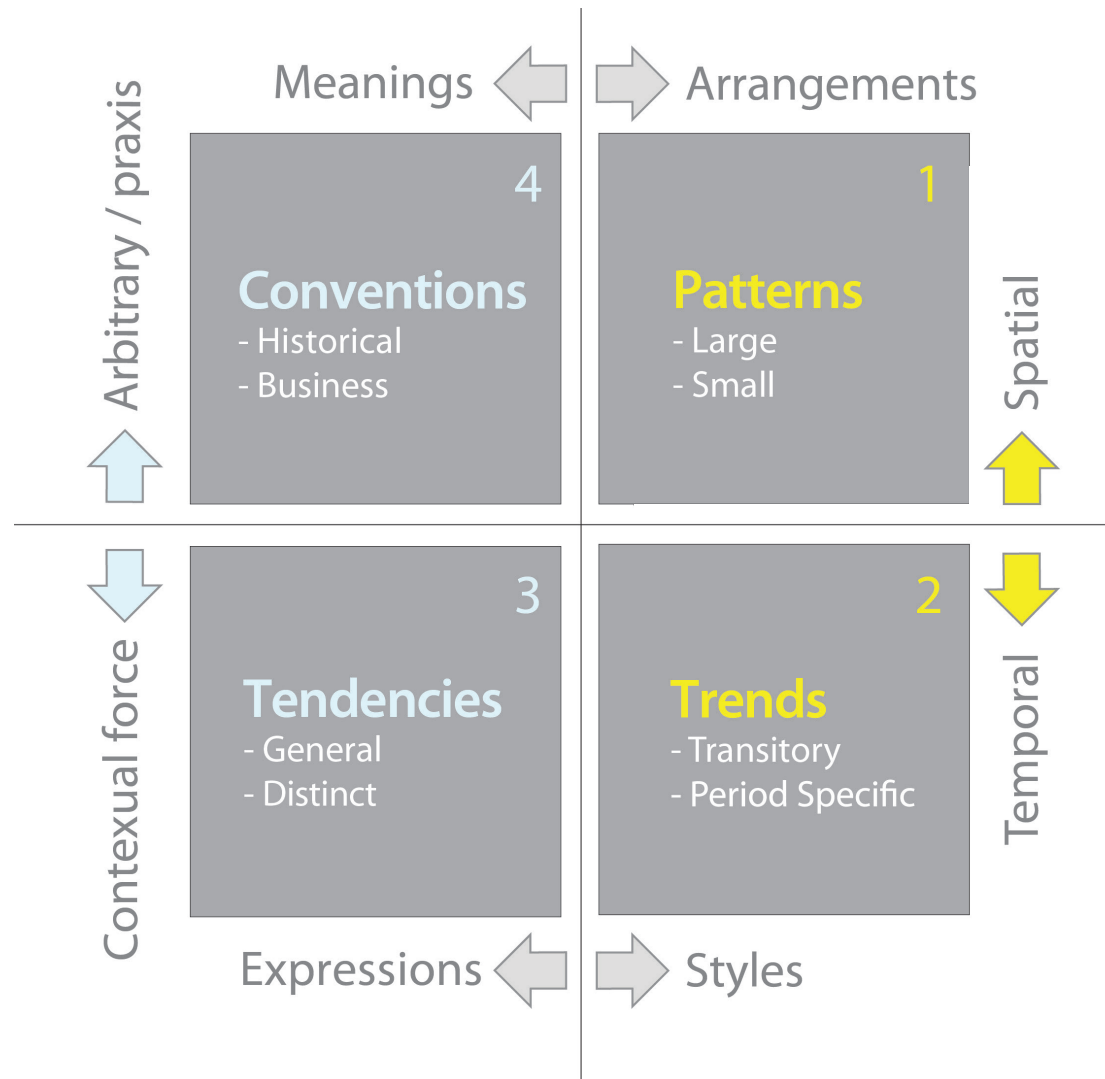 Meanings
Arrangements
Arbitrary / praxis
4
Conventions
- Historical
- Business
1
Patterns
- Large
- Small
Spatial
Contexual force
3
Tendencies
- General
- Distinct
2
Trends
- Transitory
- Period Specific
Temporal
Expressions
Styles